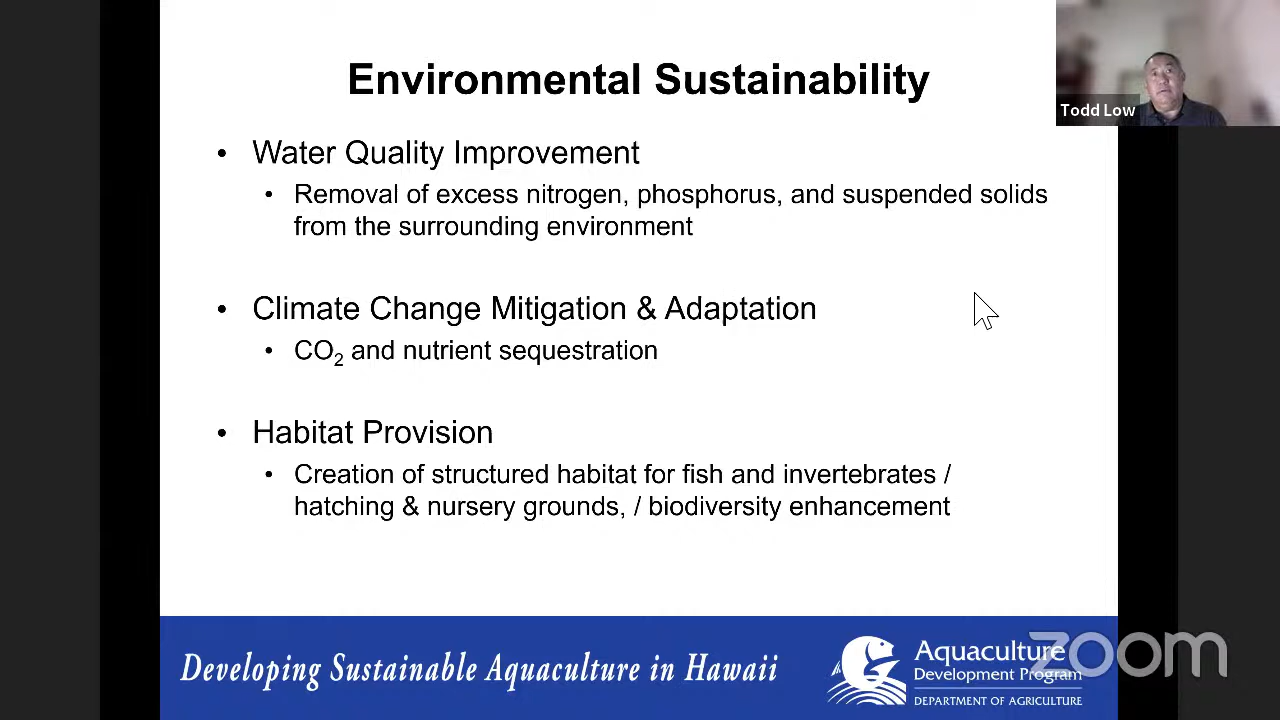 Environmental Sustainability
Todd Low
• Water Quality Improvement
• Removal of excess nitrogen, phosphorus, and suspended solids
from the surrounding environment
• Climate Change Mitigation & Adaptation
• CO₂ and nutrient sequestration
• Habitat Provision
• Creation of structured habitat for fish and invertebrates /
hatching & nursery grounds, / biodiversity enhancement
Developing Sustainable Aquaculture in Hawaii
Aquaculture
Development Program
DEPARTMENT OF AGRICULTURE
zoom